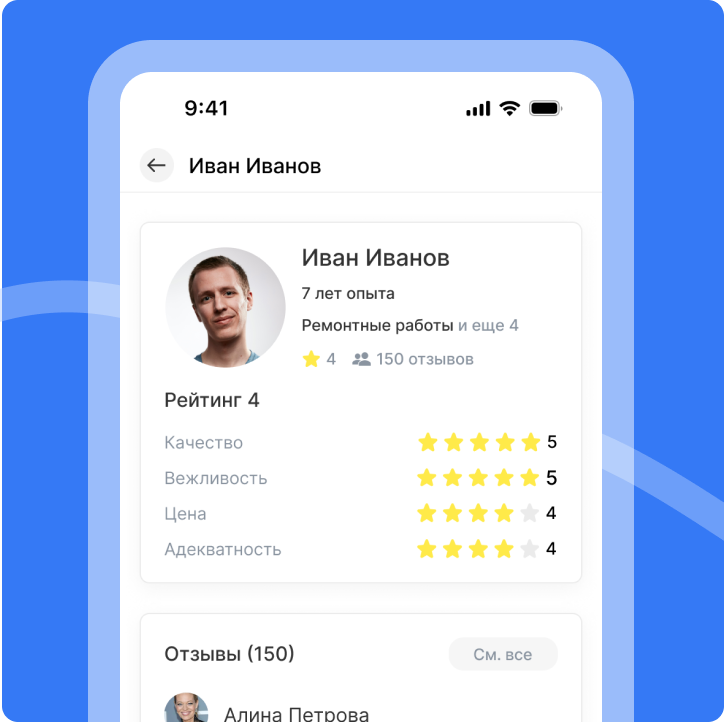 9:41
Иван Иванов
Иван Иванов
7 лет опыта
Ремонтные работы и еще 4
4 150 отзывов
Рейтинг 4
Качество 5
Вежливость 5
Цена 4
Адекватность 4
Отзывы (150) См. все
Алина Петрова